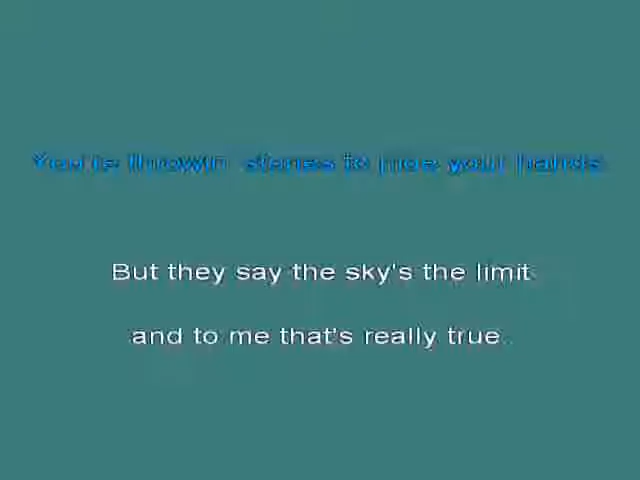 You're throwin' stones to hide your hands
But they say the sky's the limit
and to me that's really true.